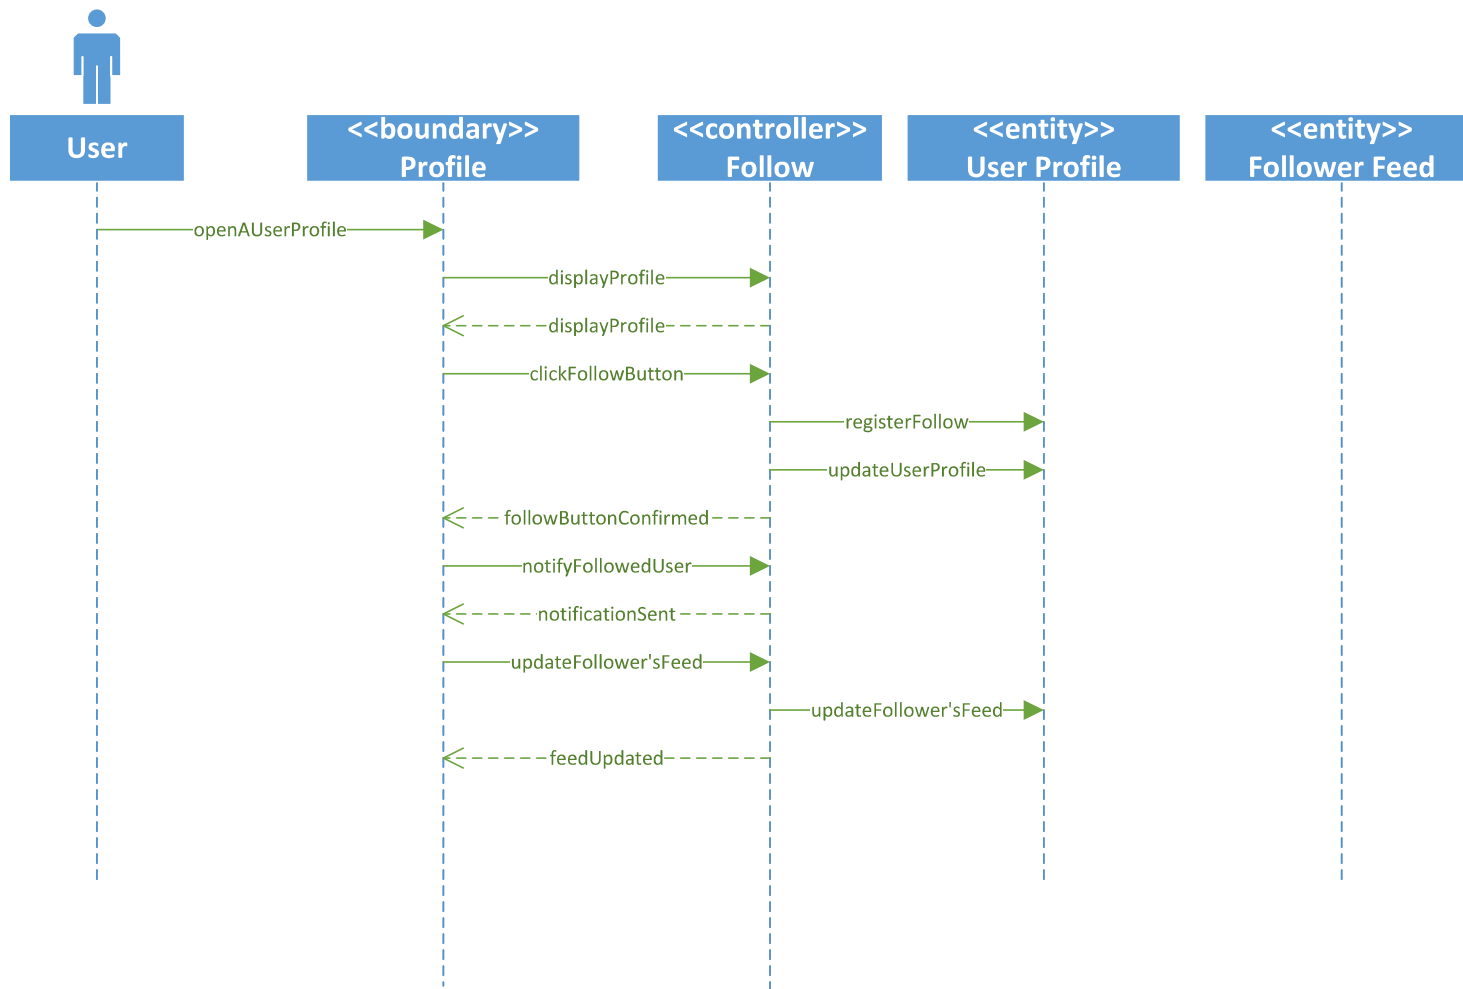 User
<<boundary>>
Profile
<<controller>>
Follow
<<entity>>
User Profile
<<entity>>
Follower Feed
openAUserProfile
displayProfile
displayProfile
clickFollowButton
registerFollow
updateUserProfile
followButtonConfirmed
notifyFollowedUser
notificationSent
updateFollower'sFeed
updateFollower'sFeed
feedUpdated